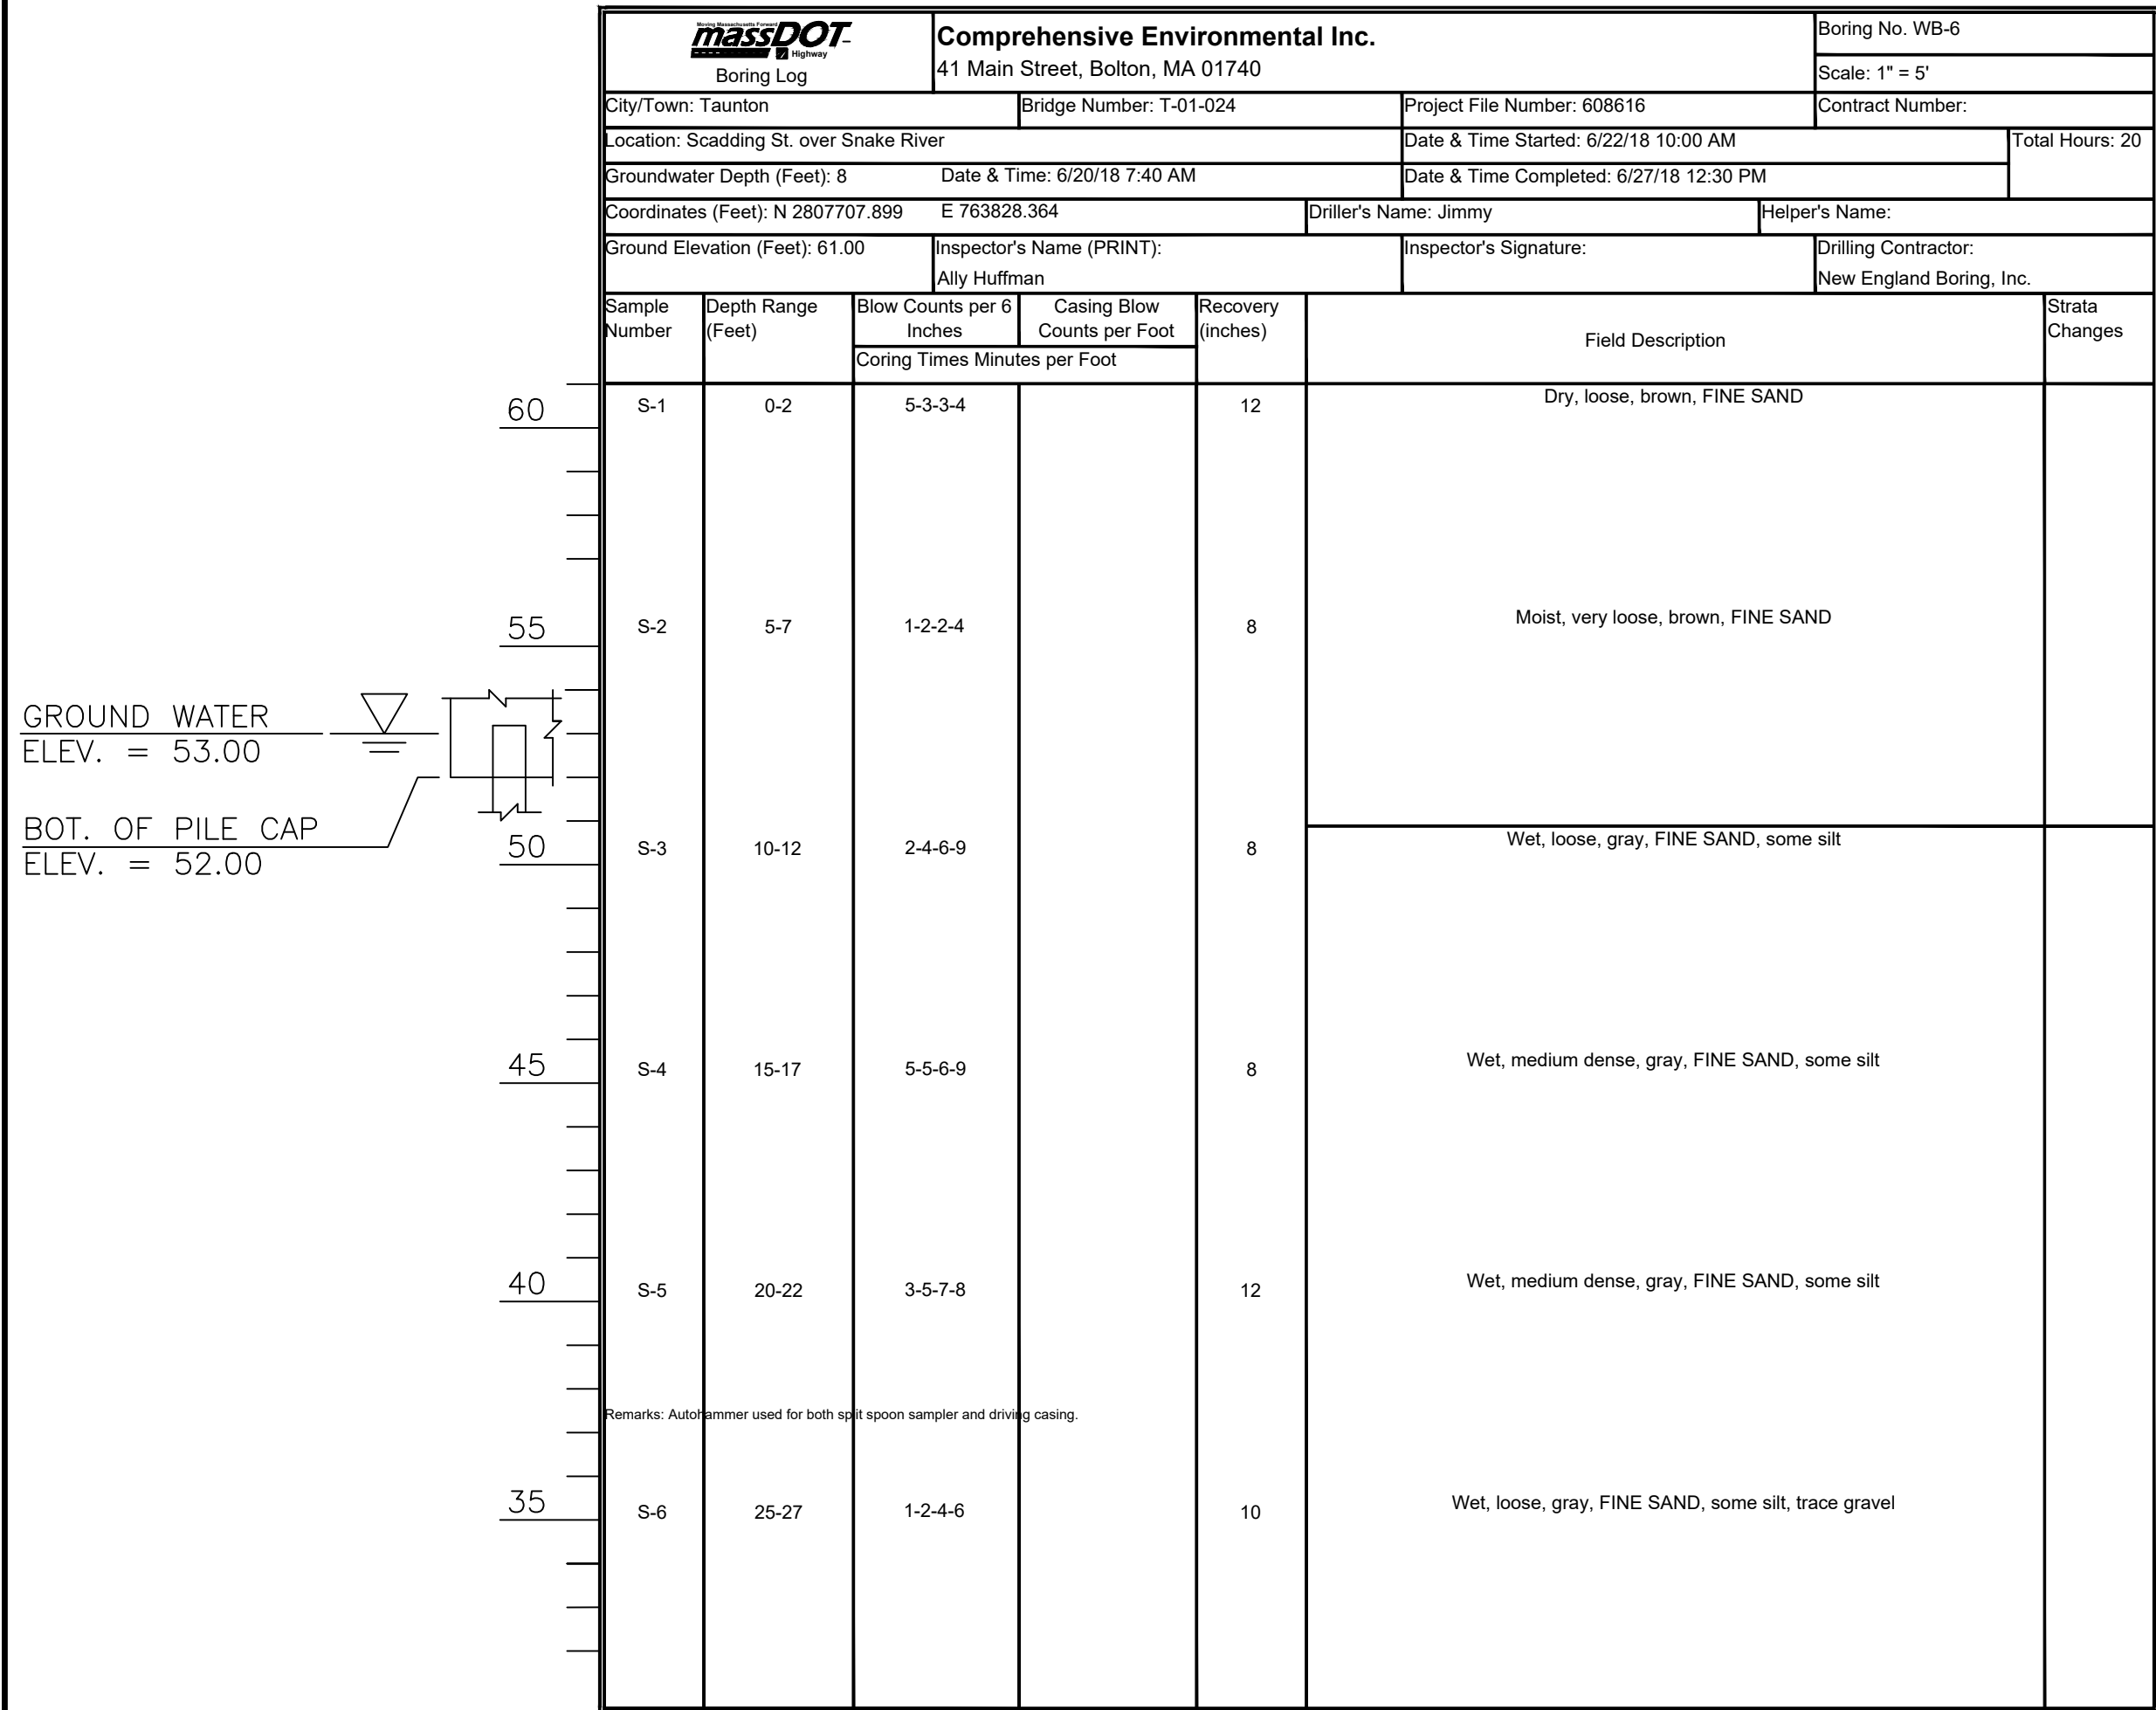 Moving Massachusetts Forward
massDOT
Highway
Boring Log
Comprehensive Environmental Inc.
41 Main Street, Bolton, MA 01740
Boring No. WB-6
Scale: 1" = 5'
City/Town: Taunton
Bridge Number: T-01-024
Project File Number: 608616
Contract Number:
Location: Scadding St. over Snake River
Date & Time Started: 6/22/18 10:00 AM
Total Hours: 20
Groundwater Depth (Feet): 8 Date & Time: 6/20/18 7:40 AM
Date & Time Completed: 6/27/18 12:30 PM
Coordinates (Feet): N 2807707.899 E 763828.364
Driller's Name: Jimmy
Helper's Name:
Ground Elevation (Feet): 61.00
Inspector's Name (PRINT):
Ally Huffman
Inspector's Signature:
Drilling Contractor:
New England Boring, Inc.
Sample
Number
Depth Range
(Feet)
Blow Counts per 6
Inches
Casing Blow
Counts per Foot
Coring Times Minutes per Foot
Recovery
(inches)
Field Description
Strata
Changes
60
S-1 0-2 5-3-3-4 12 Dry, loose, brown, FINE SAND
55
S-2 5-7 1-2-2-4 8 Moist, very loose, brown, FINE SAND
GROUND WATER
ELEV. = 53.00
BOT. OF PILE CAP
ELEV. = 52.00
50
S-3 10-12 2-4-6-9 8 Wet, loose, gray, FINE SAND, some silt
45
S-4 15-17 5-5-6-9 8 Wet, medium dense, gray, FINE SAND, some silt
40
S-5 20-22 3-5-7-8 12 Wet, medium dense, gray, FINE SAND, some silt
Remarks: Autohammer used for both split spoon sampler and driving casing.
35
S-6 25-27 1-2-4-6 10 Wet, loose, gray, FINE SAND, some silt, trace gravel